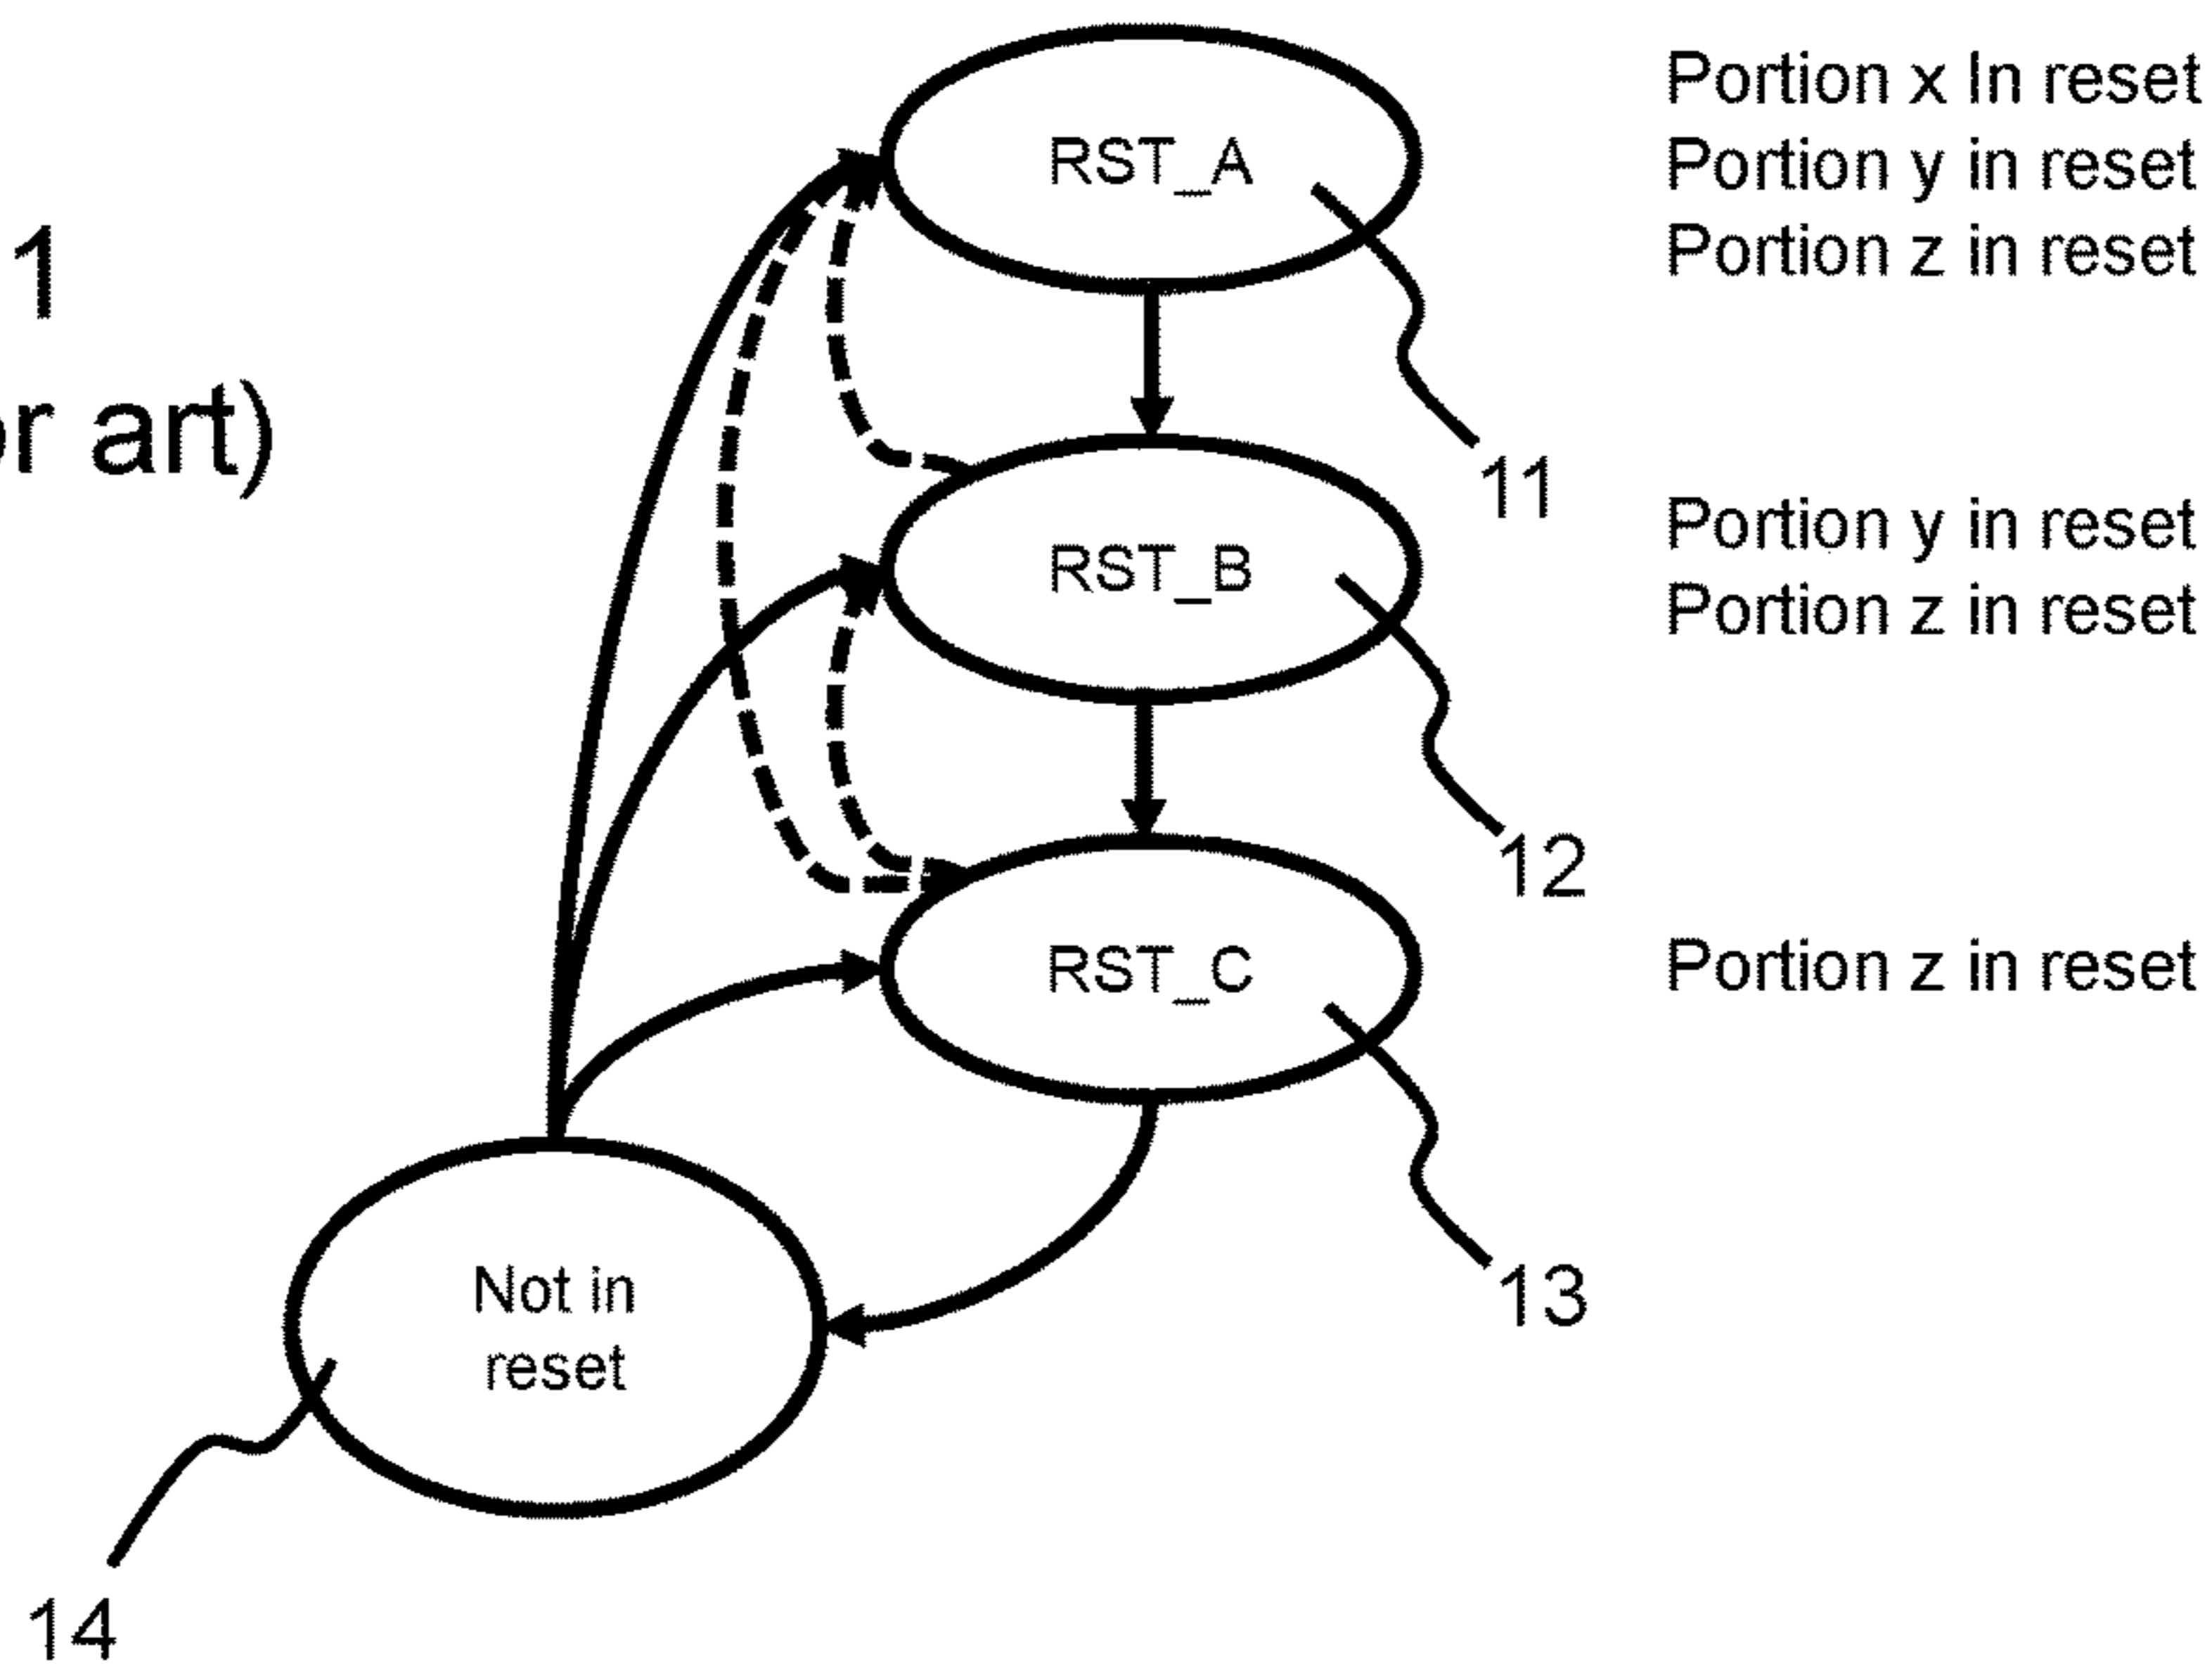 1
art)
RST_A
Portion x In reset
Portion y in reset
Portion z in reset
11
RST_B
Portion y in reset
Portion z in reset
12
RST_C
Portion z in reset
13
Not in
reset
14